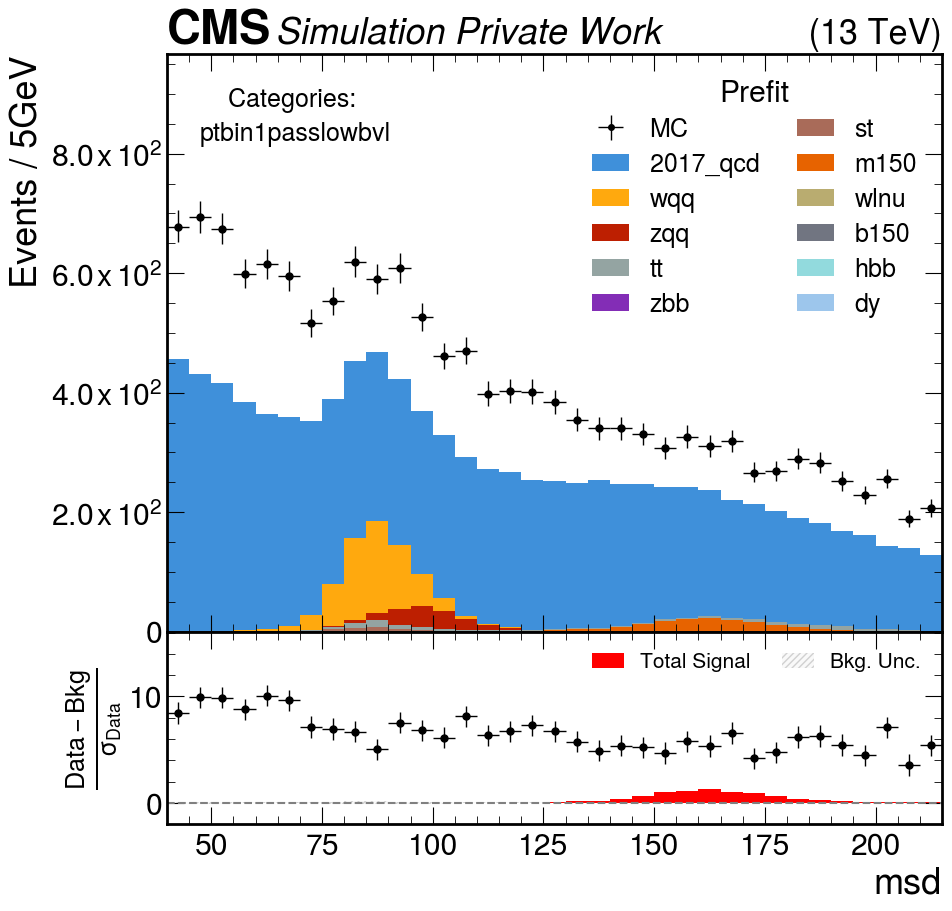 CMS Simulation Private Work (13 TeV)
Events / 5GeV
Categories:
ptbin1passlowbvl
Prefit
MC
2017_qcd
wqq
zqq
tt
zbb
st
m150
wlnu
b150
hbb
dy
8.0 x 10²
6.0 x 10²
4.0 x 10²
2.0 x 10²
0
Total Signal
Bkg. Unc.
Data − Bkg
σData
10
0
50 75 100 125 150 175 200
msd